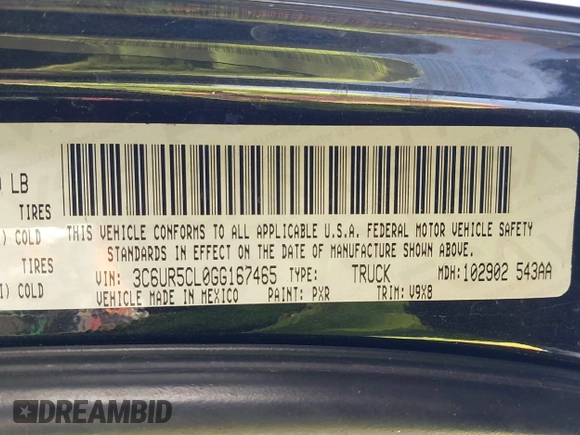 LB
TIRES
COLD
TIRES
COLD
THIS VEHICLE CONFORMS TO ALL APPLICABLE U.S.A. FEDERAL MOTOR VEHICLE SAFETY
STANDARDS IN EFFECT ON THE DATE OF MANUFACTURE SHOWN ABOVE.
VIN: 3C6UR5CL0GG167465 TYPE: TRUCK MDH: 102902 543AA
VEHICLE MADE IN MEXICO PAINT: PXR TRIM: V9X8
DREAMBID